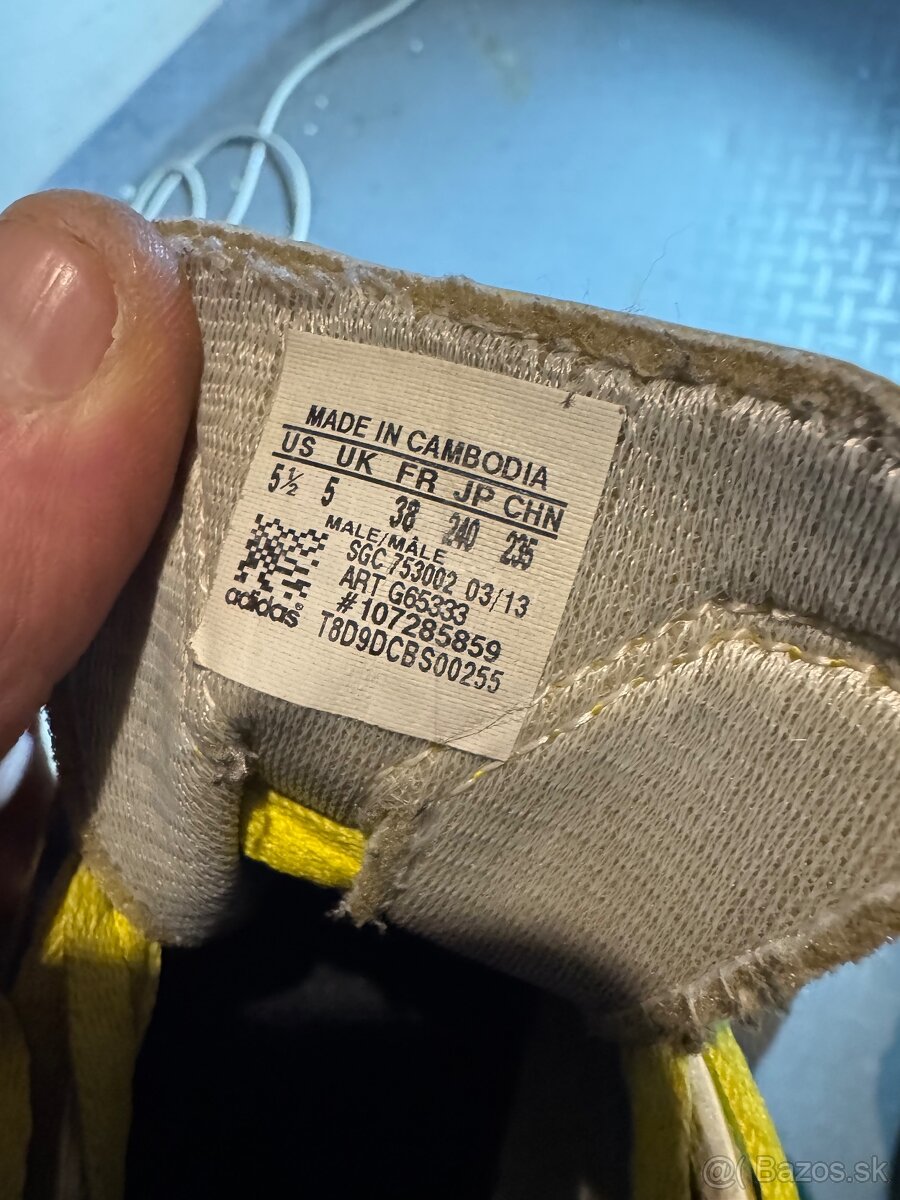 MADE IN CAMBODIA
US UK FR JP CHN
5½ 5 38 240 235
MALE/MÂLE
SGC 753002 03/13
ART G65333
#107285859
adidas® T8D9DCBS00255
Bazos.sk